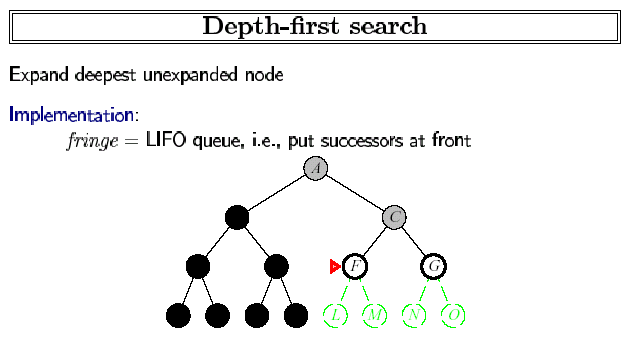 Depth-first search
Expand deepest unexpanded node
Implementation:
fringe = LIFO queue, i.e., put successors at front
A
C
F G
L M N O